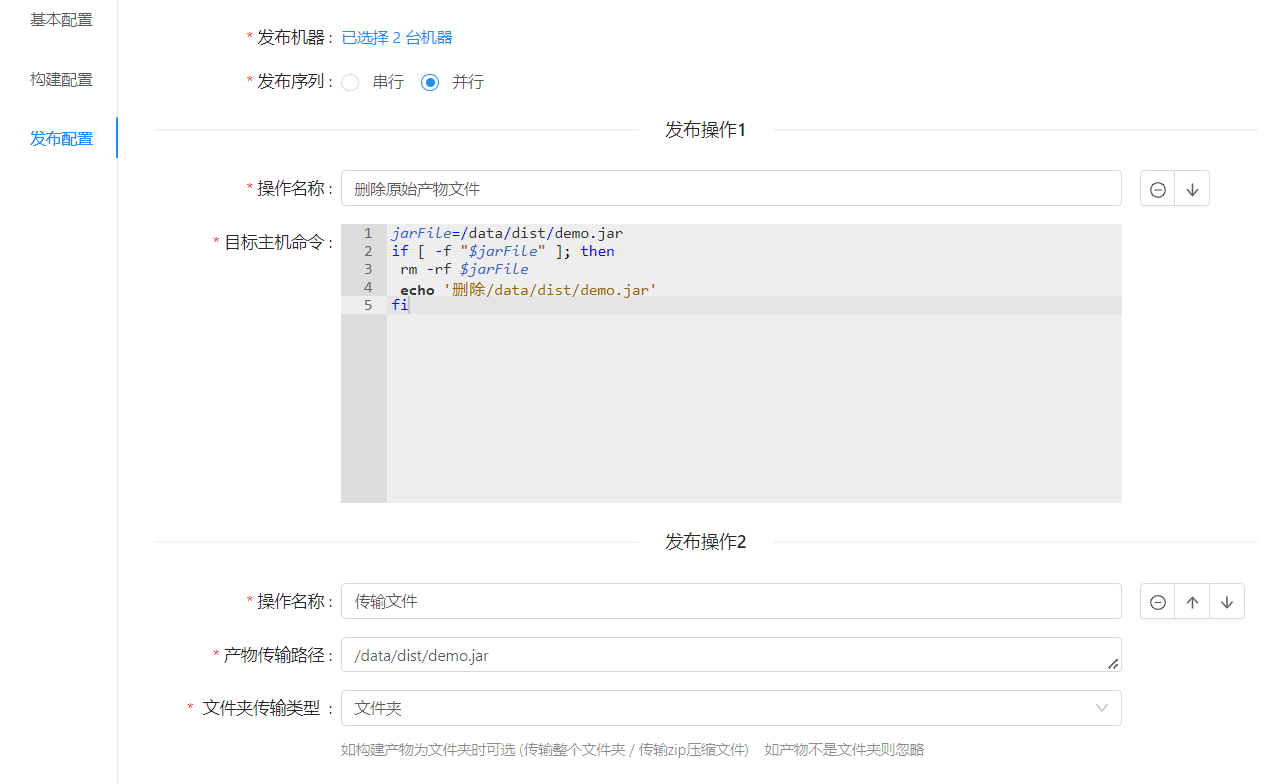 基本配置
构建配置
发布配置
* 发布机器 : 已选择 2 台机器
* 发布序列 : 串行 并行
发布操作1
* 操作名称 : 删除原始产物文件
* 目标主机命令 :
1 jarFile=/data/dist/demo.jar
2 if [ -f "$jarFile" ]; then
3 rm -rf $jarFile
4 echo '删除/data/dist/demo.jar'
5 fi
发布操作2
* 操作名称 : 传输文件
* 产物传输路径 : /data/dist/demo.jar
* 文件夹传输类型 : 文件夹
如构建产物为文件夹时可选 (传输整个文件夹 / 传输zip压缩文件) 如产物不是文件夹则忽略